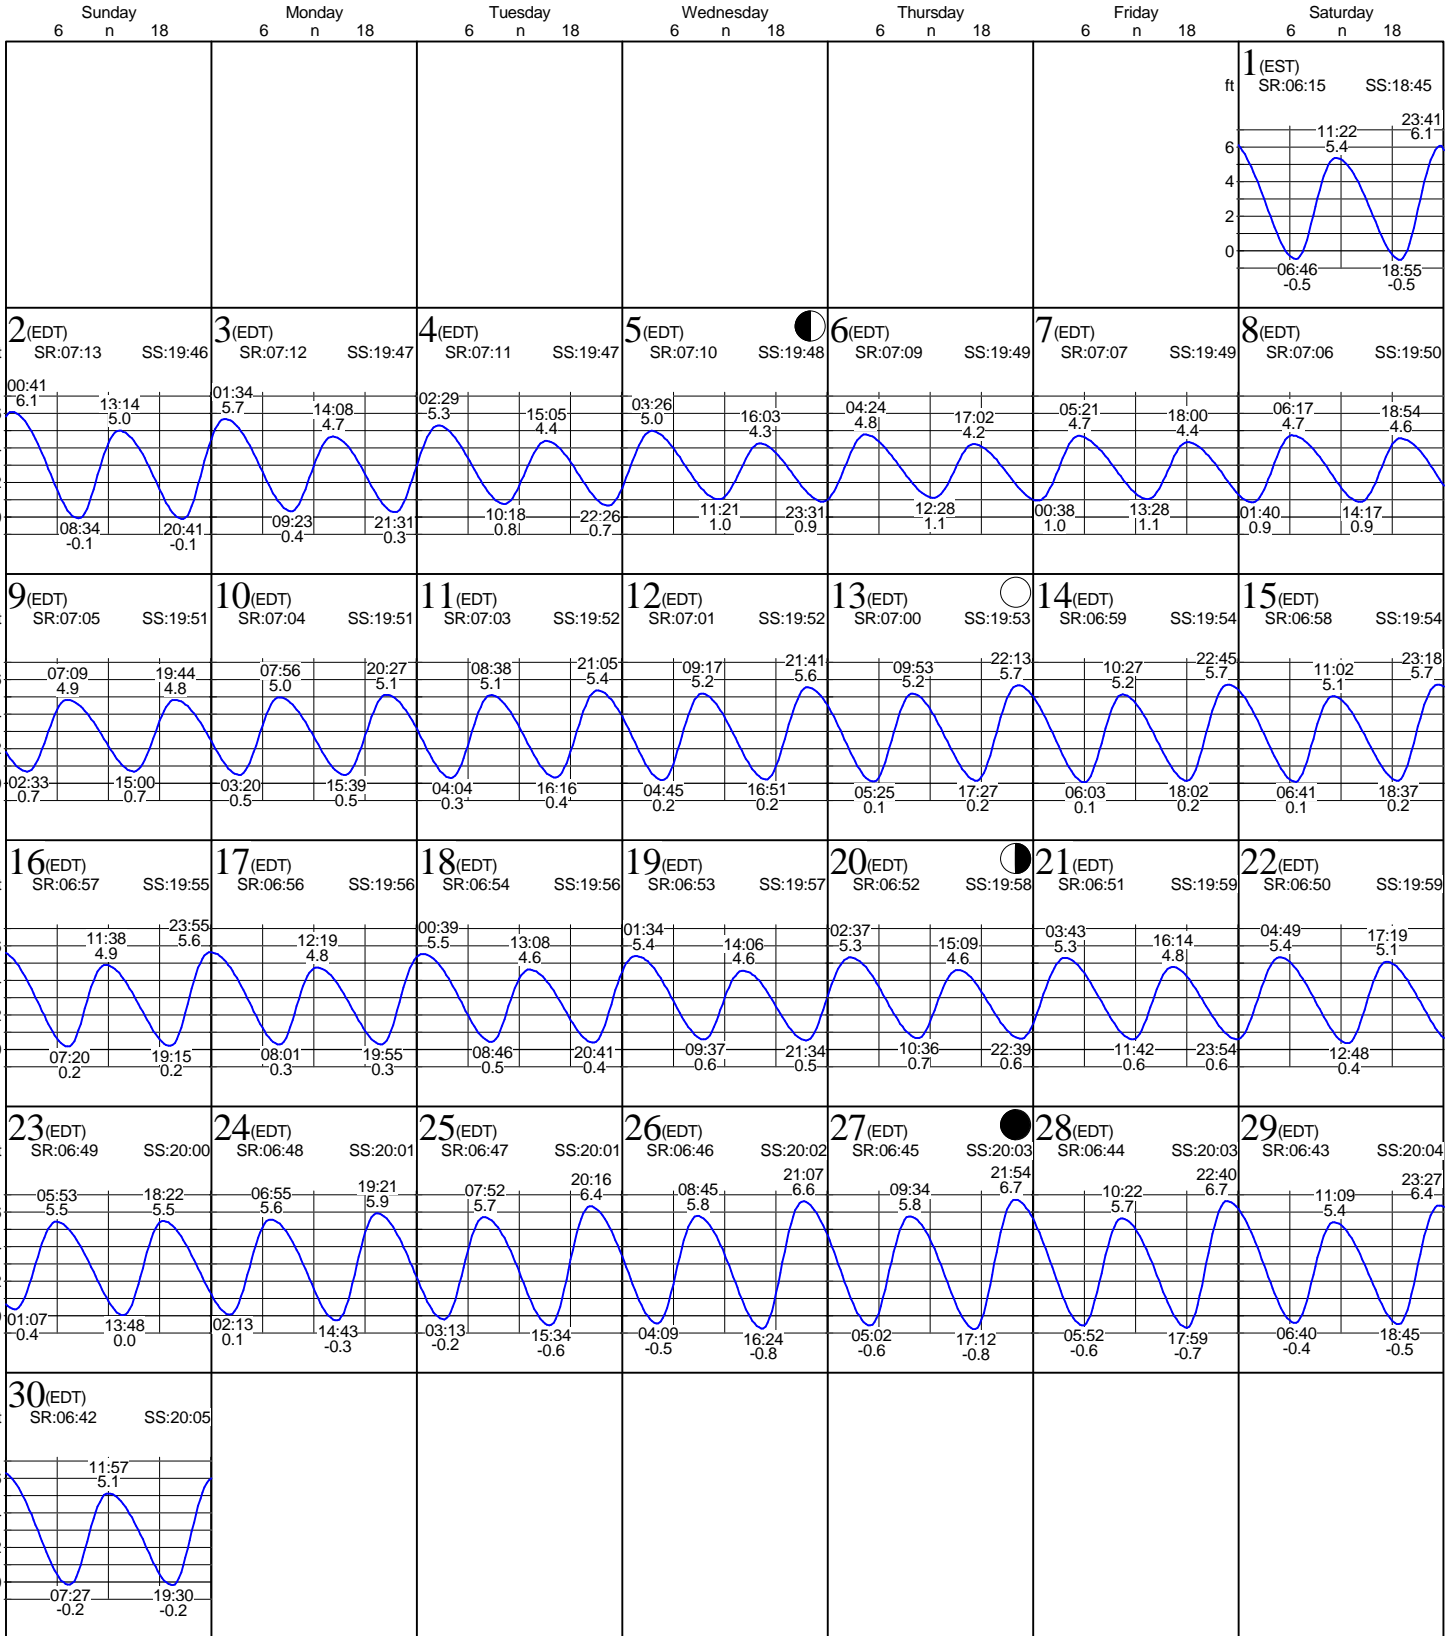 Sunday Monday Tuesday Wednesday Thursday Friday Saturday
6 n 18 6 n 18 6 n 18 6 n 18 6 n 18 6 n 18 6 n 18
1(EST)
ft SR:06:15 SS:18:45
23:41
11:22 6.1
5.4
6
4
2
0
06:46 18:55
-0.5 -0.5
2(EDT) 3(EDT) 4(EDT) 5(EDT) 6(EDT) 7(EDT) 8(EDT)
SR:07:13 SS:19:46 SR:07:12 SS:19:47 SR:07:11 SS:19:47 SR:07:10 SS:19:48 SR:07:09 SS:19:49 SR:07:07 SS:19:49 SR:07:06 SS:19:50
00:41 13:14 01:34 14:08 02:29 15:05 03:26 16:03 04:24 17:02 05:21 18:00 06:17 18:54
6.1 5.0 5.7 4.7 5.3 4.4 5.0 4.3 4.8 4.2 4.7 4.4 4.7 4.6
08:34 20:41 09:23 21:31 10:18 22:26 11:21 23:31 12:28 00:38 13:28 01:40 14:17
-0.1 -0.1 0.4 0.3 0.8 0.7 1.0 0.9 1.1 1.0 1.1 0.9 0.9
9(EDT) 10(EDT) 11(EDT) 12(EDT) 13(EDT) 14(EDT) 15(EDT)
SR:07:05 SS:19:51 SR:07:04 SS:19:51 SR:07:03 SS:19:52 SR:07:01 SS:19:52 SR:07:00 SS:19:53 SR:06:59 SS:19:54 SR:06:58 SS:19:54
07:09 19:44 07:56 20:27 08:38 21:05 09:17 21:41 09:53 22:13 10:27 22:45 11:02 23:18
4.9 4.8 5.0 5.1 5.1 5.4 5.2 5.6 5.2 5.7 5.2 5.7 5.1 5.7
02:33 15:00 03:20 15:39 04:04 16:16 04:45 16:51 05:25 17:27 06:03 18:02 06:41 18:37
0.7 0.7 0.5 0.5 0.3 0.4 0.2 0.2 0.1 0.2 0.1 0.2 0.1 0.2
16(EDT) 17(EDT) 18(EDT) 19(EDT) 20(EDT) 21(EDT) 22(EDT)
SR:06:57 SS:19:55 SR:06:56 SS:19:56 SR:06:54 SS:19:56 SR:06:53 SS:19:57 SR:06:52 SS:19:58 SR:06:51 SS:19:59 SR:06:50 SS:19:59
11:38 23:55 12:19 00:39 13:08 01:34 14:06 02:37 15:09 03:43 16:14 04:49 17:19
4.9 5.6 4.8 5.5 4.6 5.4 4.6 5.3 4.6 5.3 4.8 5.4 5.1
07:20 19:15 08:01 19:55 08:46 20:41 09:37 21:34 10:36 22:39 11:42 23:54 12:48
0.2 0.2 0.3 0.3 0.5 0.4 0.6 0.5 0.7 0.6 0.6 0.6 0.4
23(EDT) 24(EDT) 25(EDT) 26(EDT) 27(EDT) 28(EDT) 29(EDT)
SR:06:49 SS:20:00 SR:06:48 SS:20:01 SR:06:47 SS:20:01 SR:06:46 SS:20:02 SR:06:45 SS:20:03 SR:06:44 SS:20:03 SR:06:43 SS:20:04
05:53 18:22 06:55 19:21 07:52 20:16 08:45 21:07 09:34 21:54 10:22 22:40 11:09 23:27
5.5 5.5 5.6 5.9 5.7 6.4 5.8 6.6 5.8 6.7 5.7 6.7 5.4 6.4
01:07 13:48 02:13 14:43 03:13 15:34 04:09 16:24 05:02 17:12 05:52 17:59 06:40 18:45
0.4 0.0 0.1 -0.3 -0.2 -0.6 -0.5 -0.8 -0.6 -0.8 -0.6 -0.7 -0.4 -0.5
30(EDT)
SR:06:42 SS:20:05
11:57
5.1
07:27 19:30
-0.2 -0.2